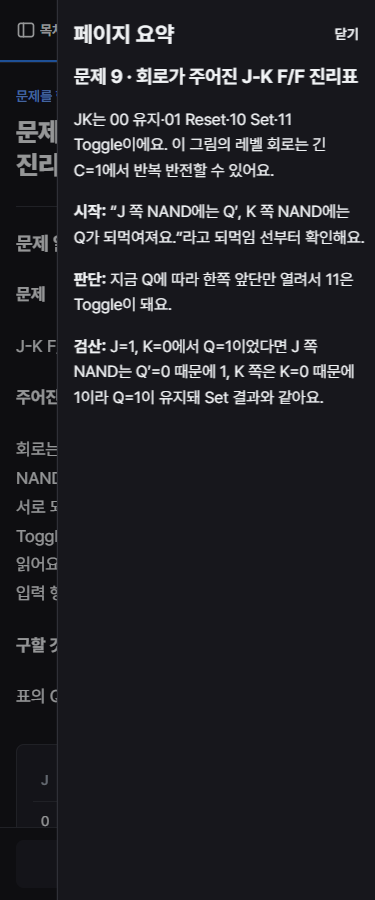 목차
페이지 요약
닫기
문제 9 · 회로가 주어진 J-K F/F 진리표
JK는 00 유지·01 Reset·10 Set·11
Toggle이에요. 이 그림의 레벨 회로는 긴
C=1에서 반복 반전할 수 있어요.
시작: “J 쪽 NAND에는 Q’, K 쪽 NAND에는
Q가 되먹여져요.”라고 되먹임 선부터 확인해요.
판단: 지금 Q에 따라 한쪽 앞단만 열려서 11은
Toggle이 돼요.
검산: J=1, K=0에서 Q=1이었다면 J 쪽
NAND는 Q’=0 때문에 1, K 쪽은 K=0 때문에
1이라 Q=1이 유지돼 Set 결과와 같아요.
문제를
문제
진리
문제
문제
J-K F
주어진
회로는
NAND
서로
Toggl
읽어요
입력
구할
표의
J
0